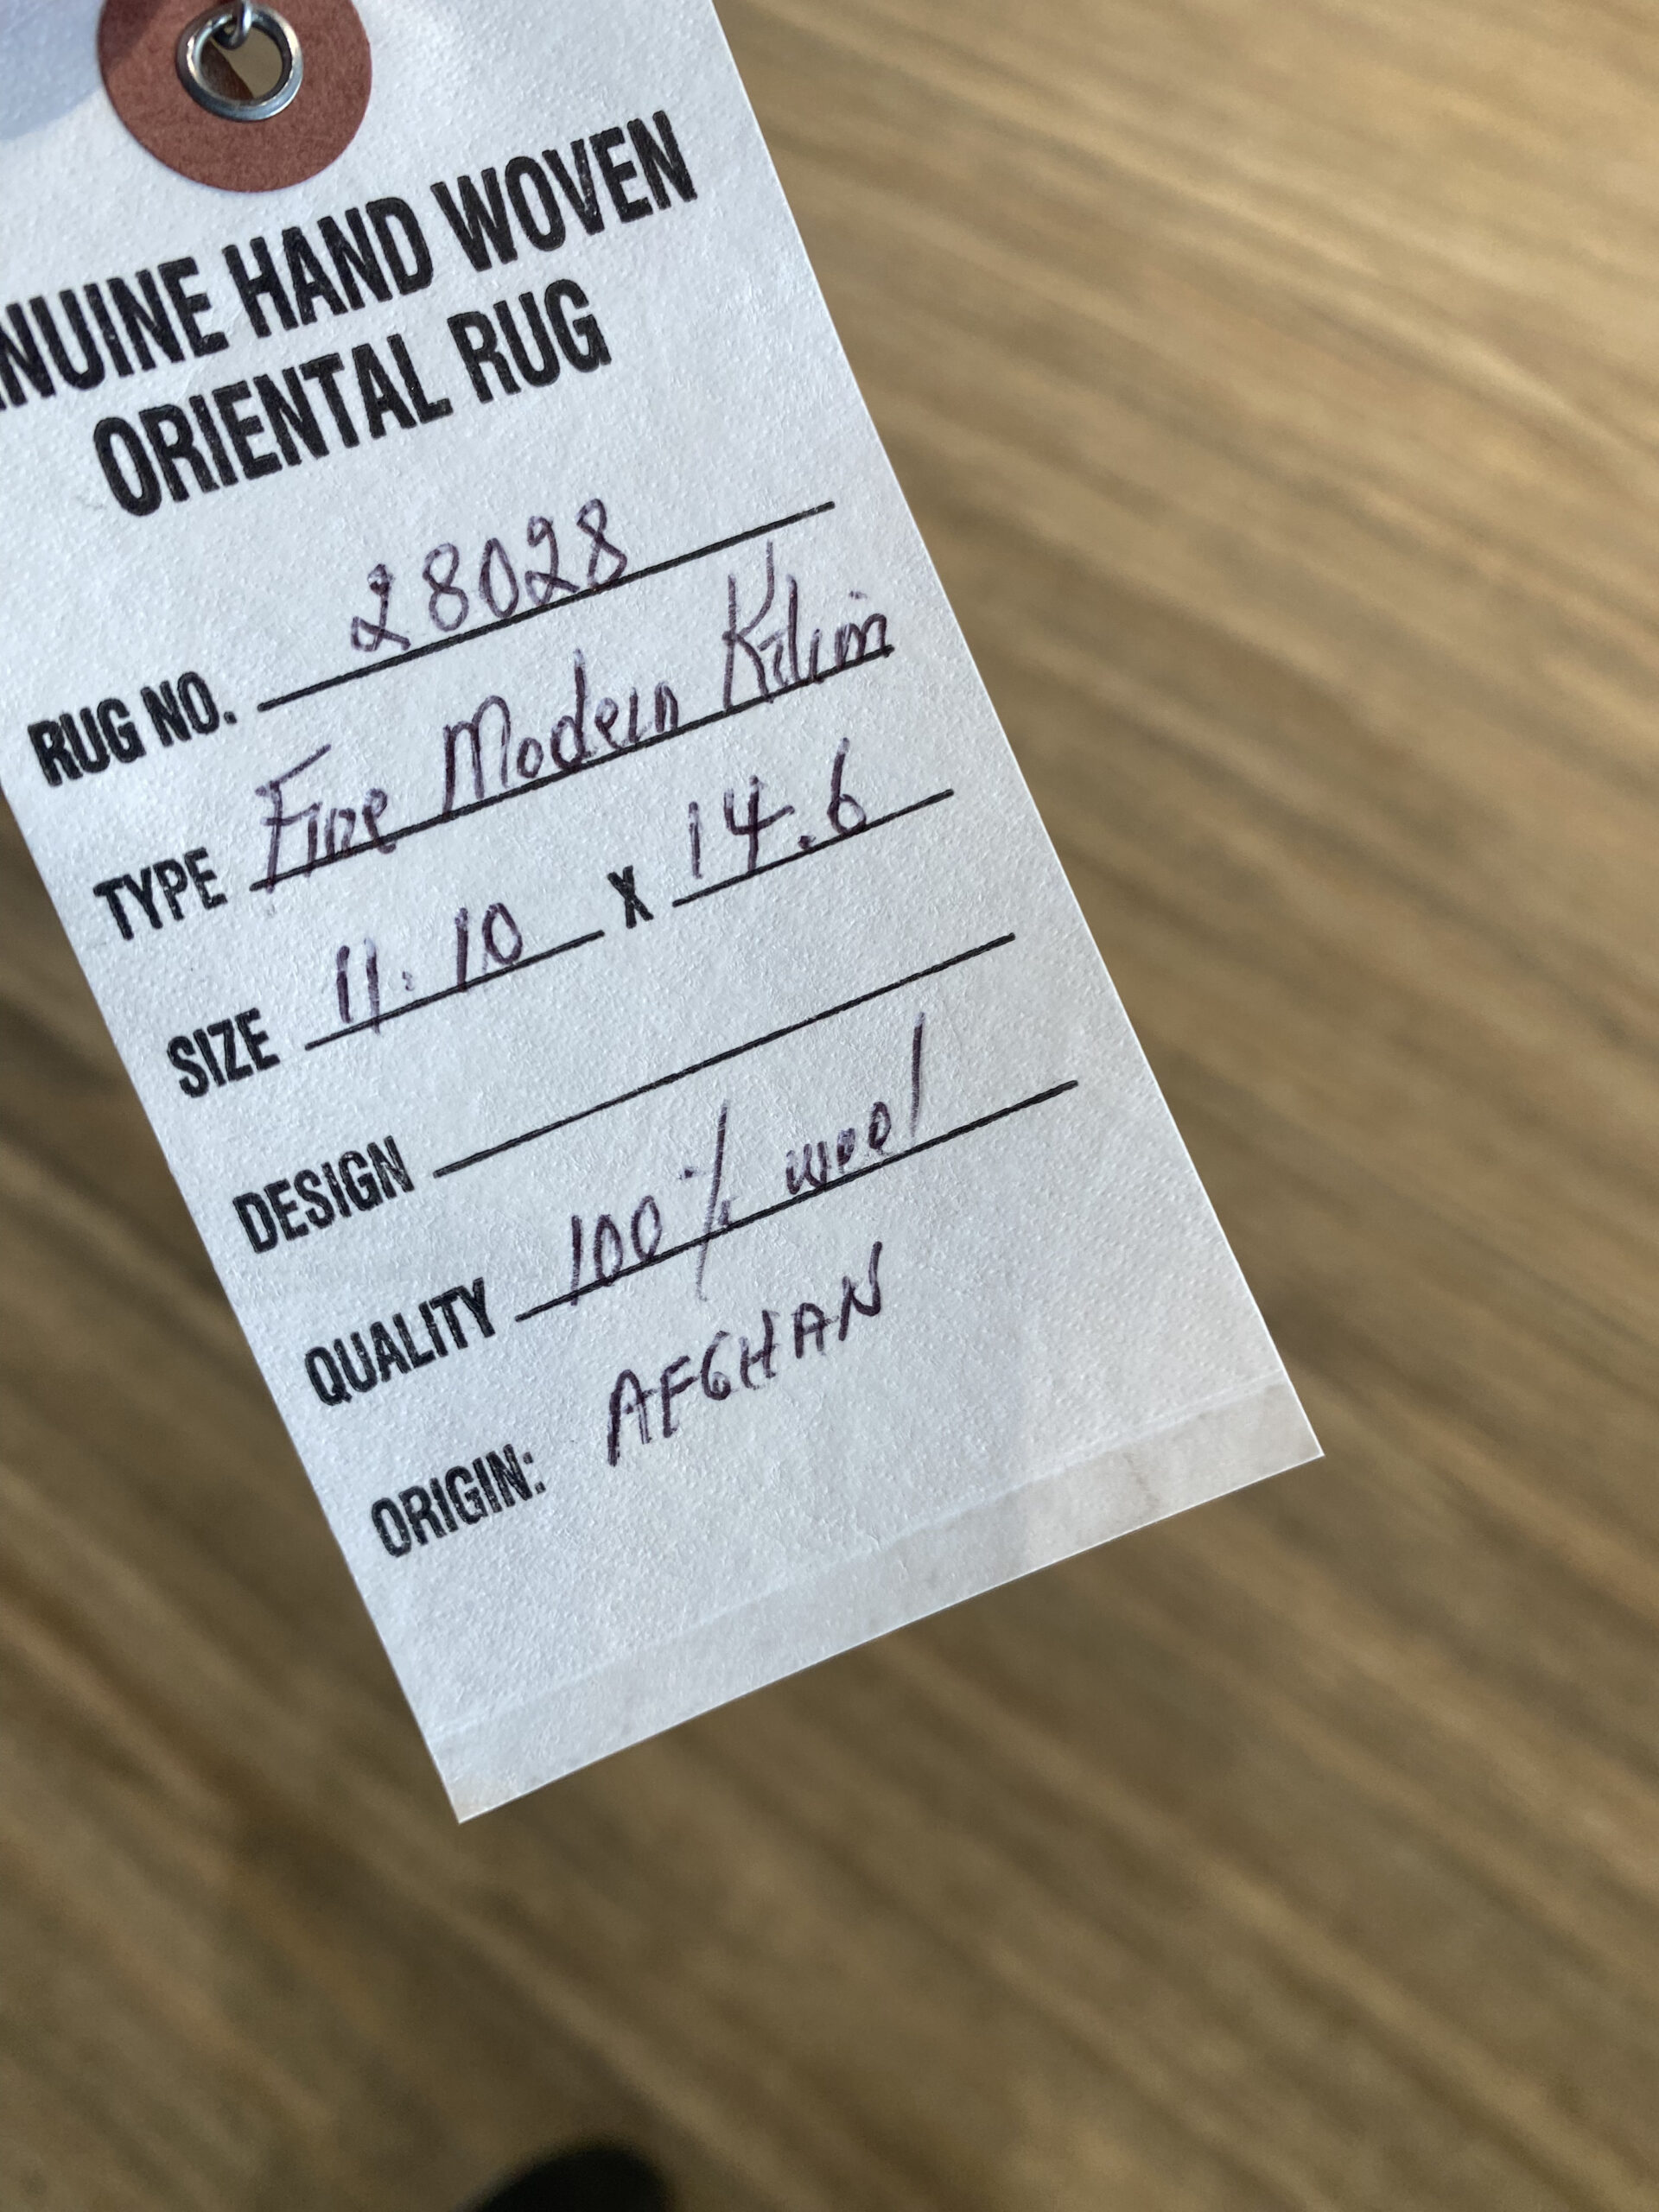 NUINE HAND WOVEN
ORIENTAL RUG
RUG NO. 28028
TYPE Fine Modern Kilim
SIZE 11.10 X 14.6
DESIGN
QUALITY 100% wool
ORIGIN: AFGHAN